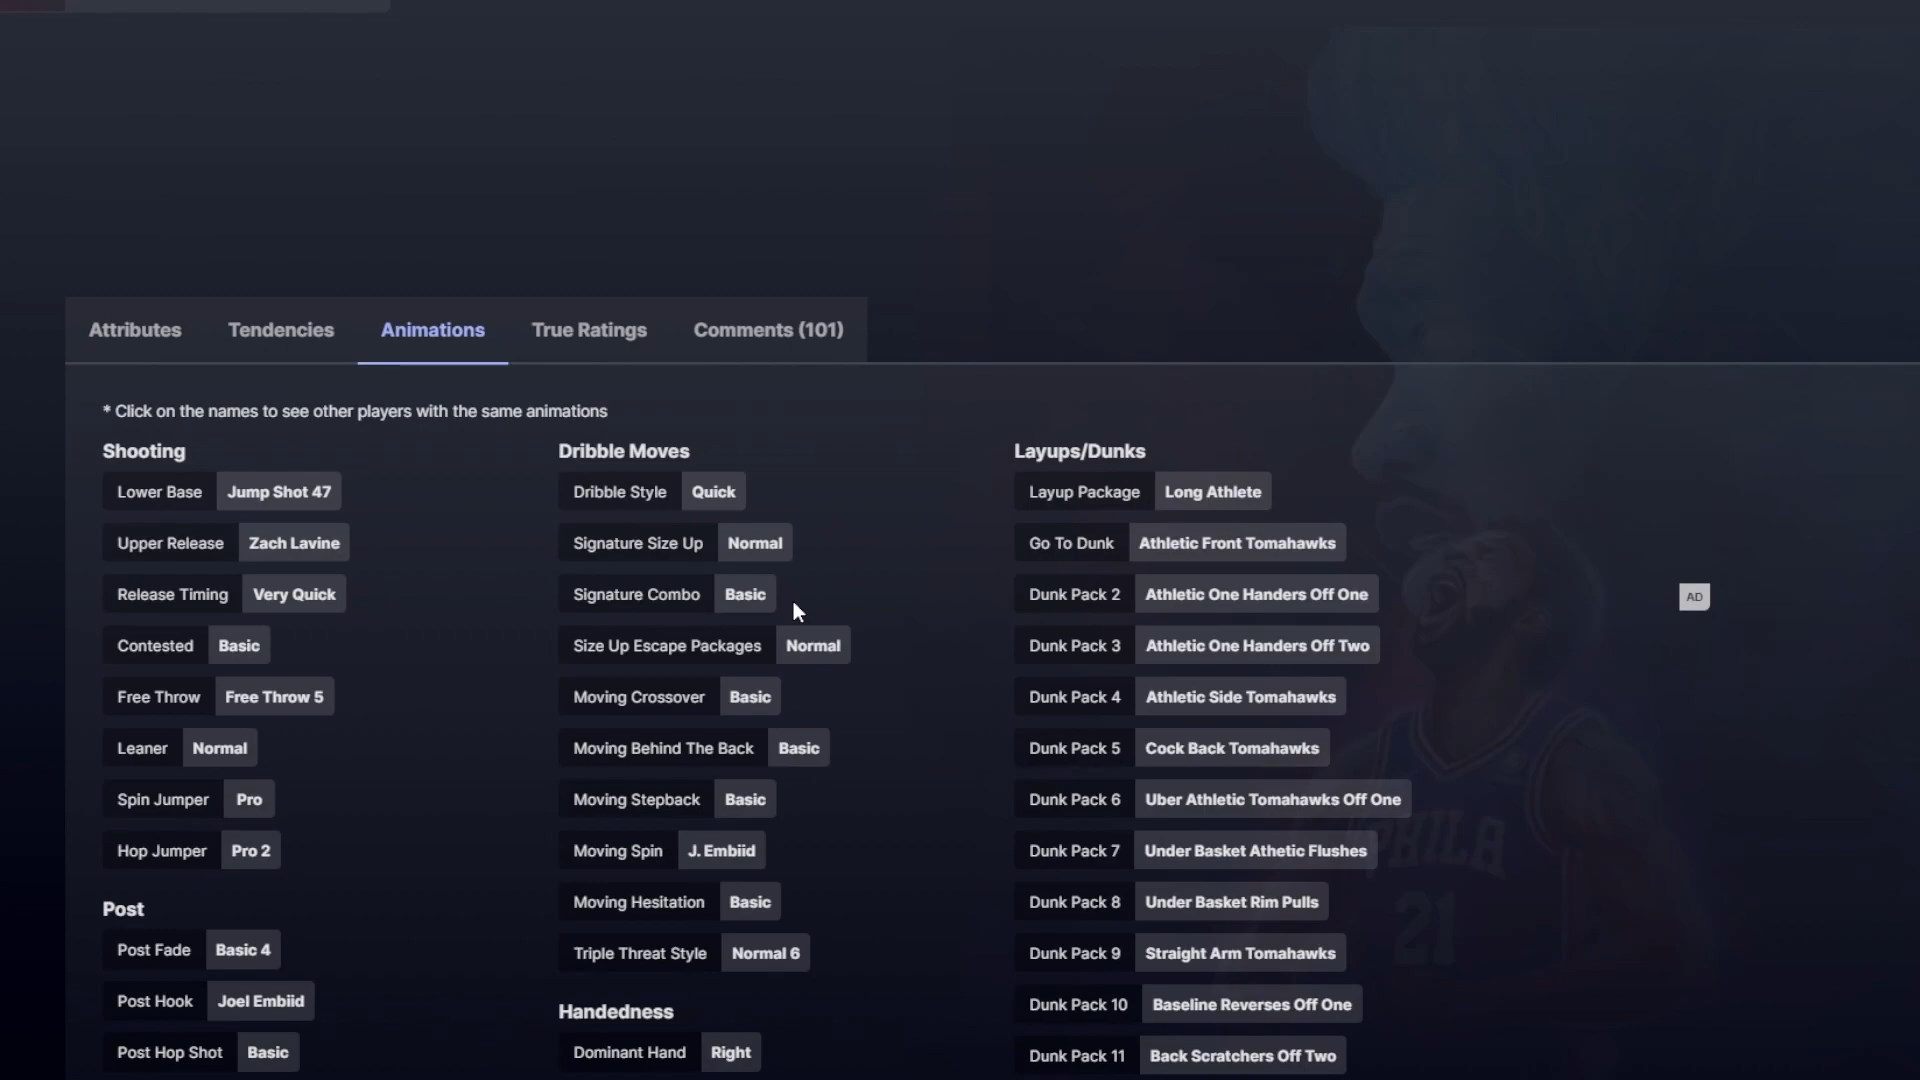 Attributes
Tendencies
Animations
True Ratings
Comments (101)
* Click on the names to see other players with the same animations
Shooting
Lower Base Jump Shot 47
Upper Release Zach Lavine
Release Timing Very Quick
Contested Basic
Free Throw Free Throw 5
Leaner Normal
Spin Jumper Pro
Hop Jumper Pro 2
Post
Post Fade Basic 4
Post Hook Joel Embiid
Post Hop Shot Basic
Dribble Moves
Dribble Style Quick
Signature Size Up Normal
Signature Combo Basic
Size Up Escape Packages Normal
Moving Crossover Basic
Moving Behind The Back Basic
Moving Stepback Basic
Moving Spin J. Embiid
Moving Hesitation Basic
Triple Threat Style Normal 6
Handedness
Dominant Hand Right
Layups/Dunks
Layup Package Long Athlete
Go To Dunk Athletic Front Tomahawks
Dunk Pack 2 Athletic One Handers Off One
Dunk Pack 3 Athletic One Handers Off Two
Dunk Pack 4 Athletic Side Tomahawks
Dunk Pack 5 Cock Back Tomahawks
Dunk Pack 6 Uber Athletic Tomahawks Off One
Dunk Pack 7 Under Basket Athetic Flushes
Dunk Pack 8 Under Basket Rim Pulls
Dunk Pack 9 Straight Arm Tomahawks
Dunk Pack 10 Baseline Reverses Off One
Dunk Pack 11 Back Scratchers Off Two
AD
PHILA
21